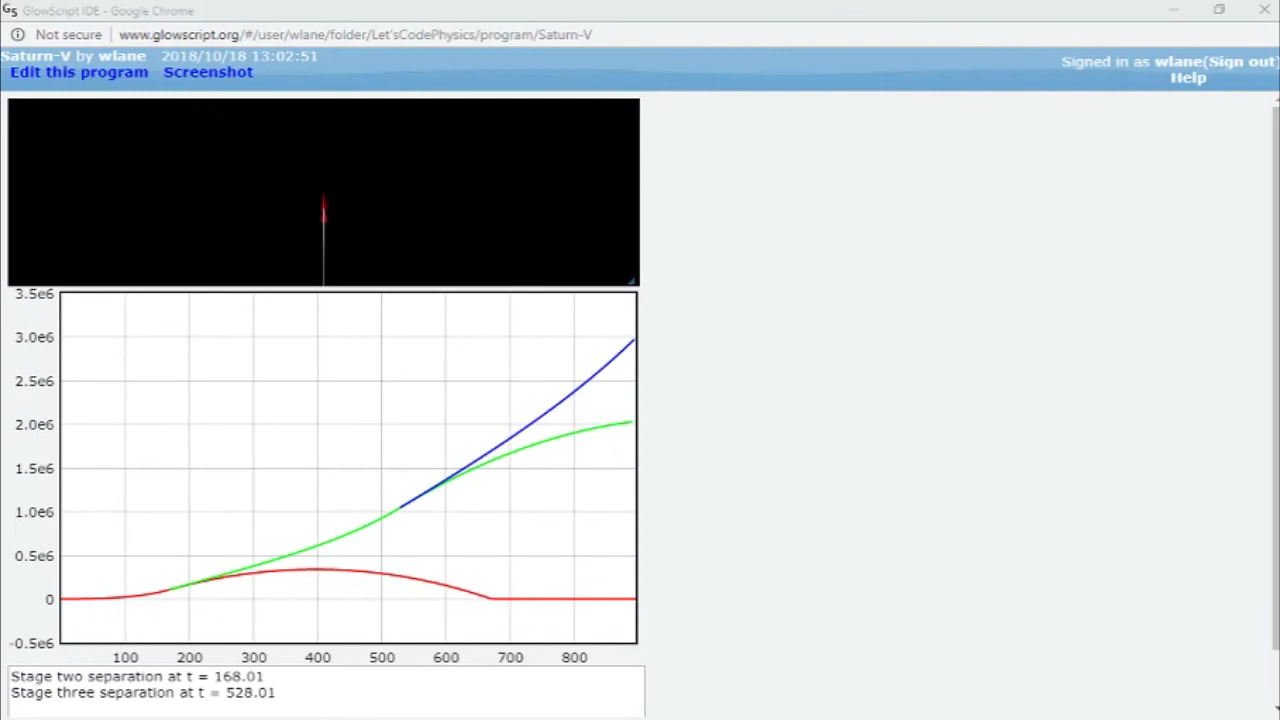 GlowScript IDE - Google Chrome
Not secure | www.glowscript.org/#/user/wlane/folder/Let'sCodePhysics/program/Saturn-V
Saturn-V by wlane 2018/10/18 13:02:51
Signed in as wlane(Sign out)
Edit this program Screenshot
Help
3.5e6
3.0e6
2.5e6
2.0e6
1.5e6
1.0e6
0.5e6
0
-0.5e6
100 200 300 400 500 600 700 800
Stage two separation at t = 168.01
Stage three separation at t = 528.01